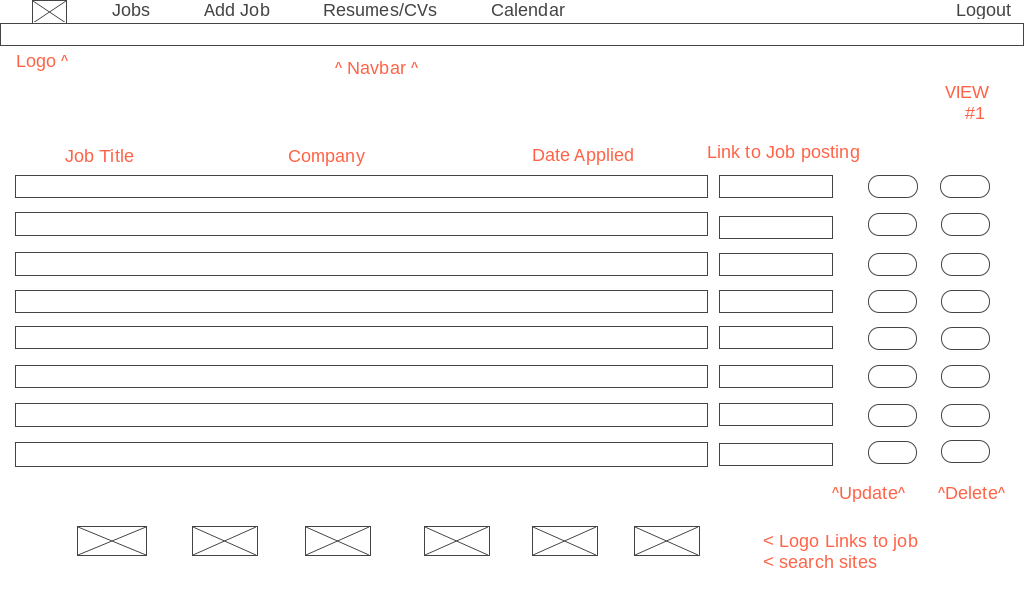 Jobs Add Job Resumes/CVs Calendar Logout
Logo ^
^ Navbar ^
VIEW
#1
Job Title Company Date Applied Link to Job posting
^Update^ ^Delete^
< Logo Links to job
< search sites